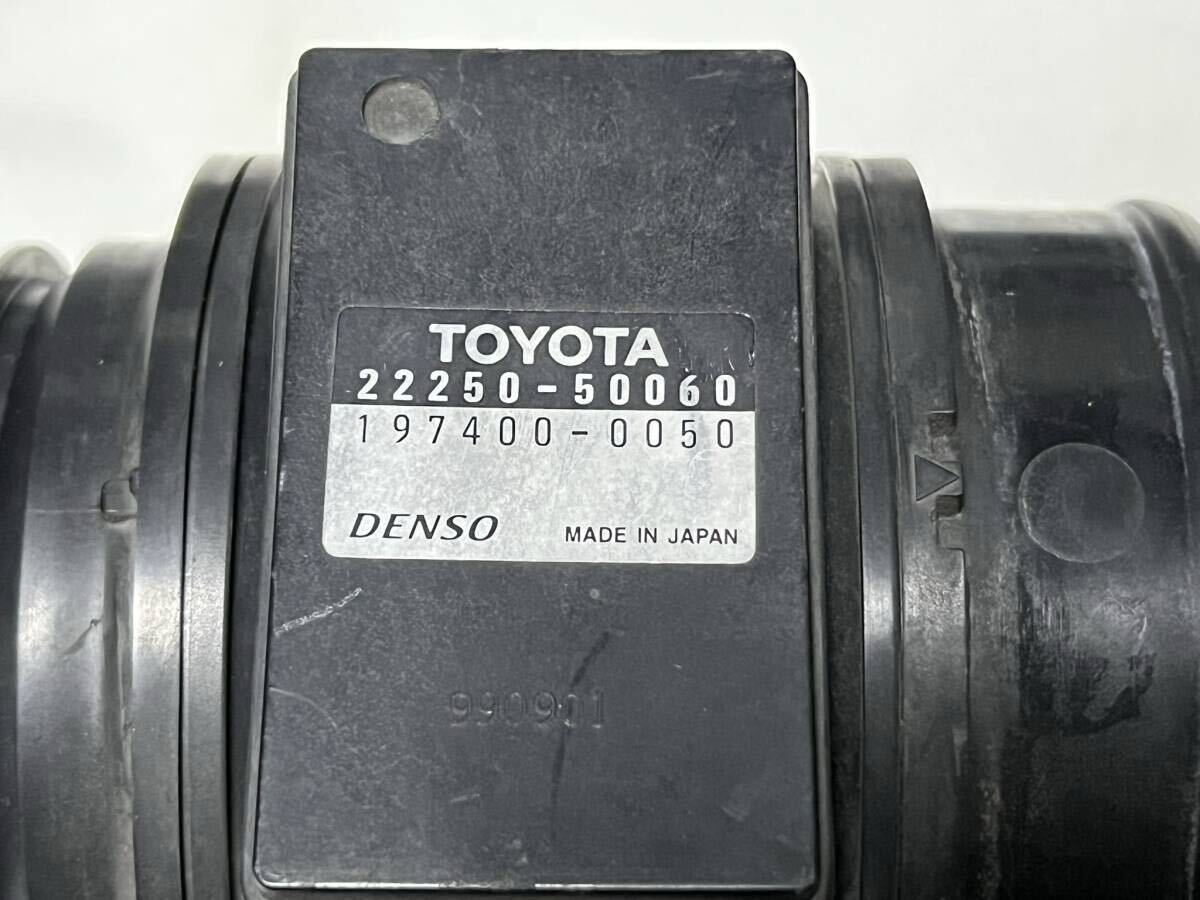 TOYOTA
22250-50060
197400-0050
DENSO MADE IN JAPAN
990901